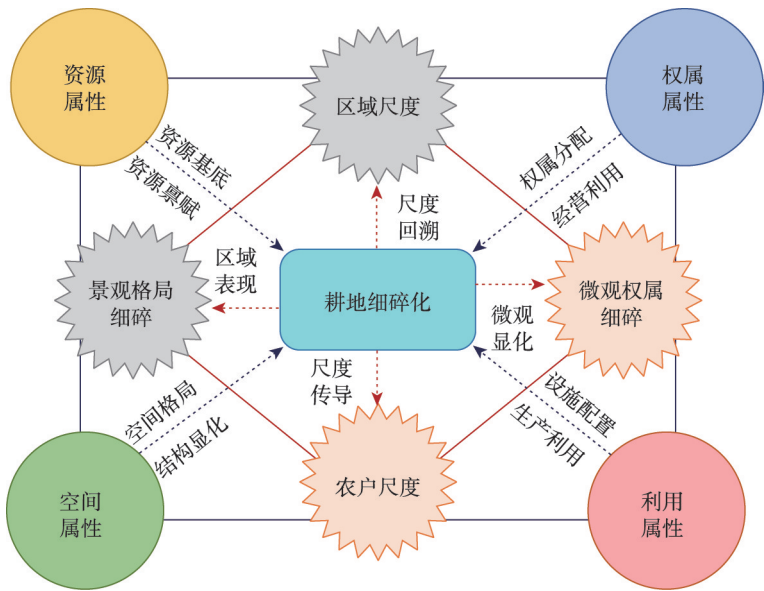 资源
属性
区域尺度
权属
属性
资源基底
资源禀赋
权属分配
经营利用
尺度
回溯
区域
表现
景观格局
细碎
耕地细碎化
微观权属
细碎
微观
显化
尺度
传导
空间格局
结构显化
设施配置
生产利用
空间
属性
农户尺度
利用
属性